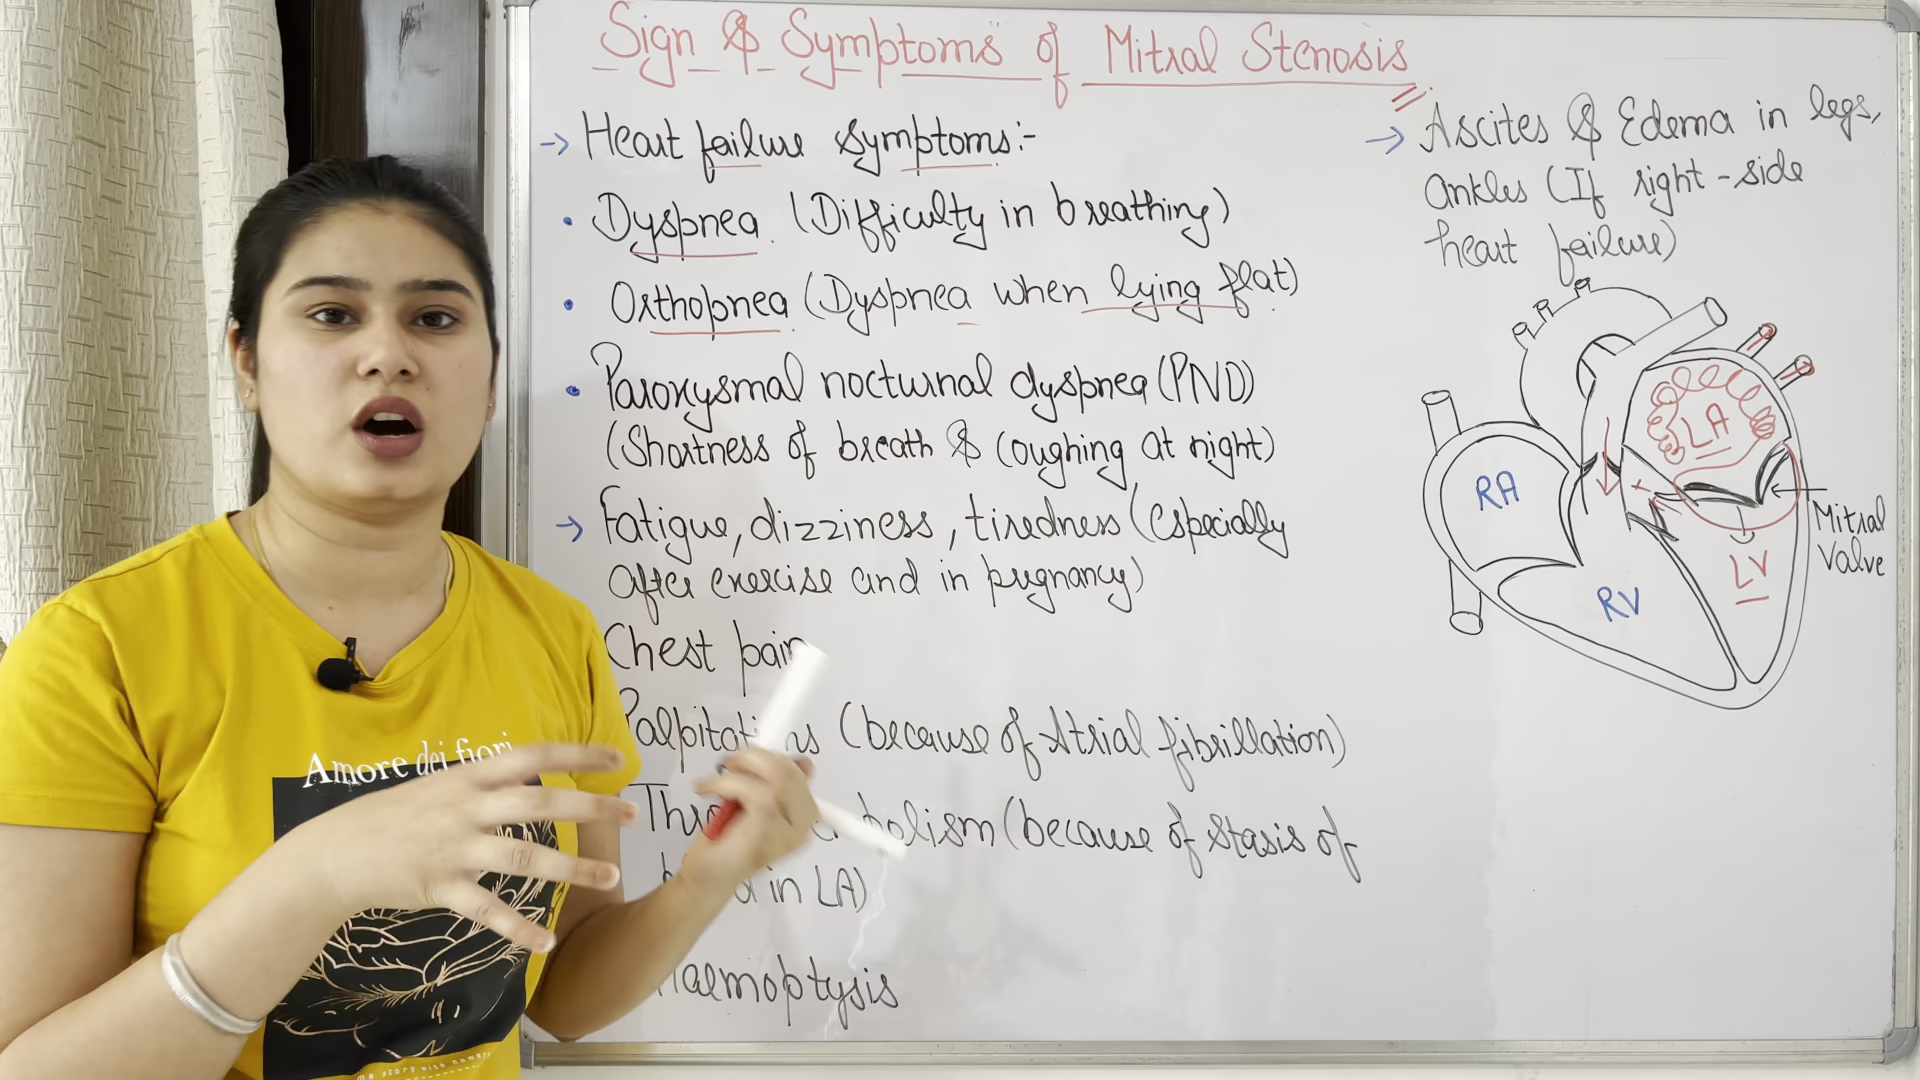 Sign & Symptoms of Mitral Stenosis
→ Heart failure symptoms:-
• Dyspnea (Difficulty in breathing)
• Orthopnea (Dyspnea when lying flat)
• Paroxysmal nocturnal dyspnea (PND)
(Shortness of breath & Coughing at night)
→ Fatigue, dizziness, tiredness (especially
after exercise and in pregnancy)
Chest pain
Palpitations (because of Atrial fibrillation)
(because of stasis of
in LA)
Haemoptysis
→ Ascites & Edema in legs,
ankles (If right-side
heart failure)
LA
RA
Mitral
Valve
LV
RV
Amore dei fiori